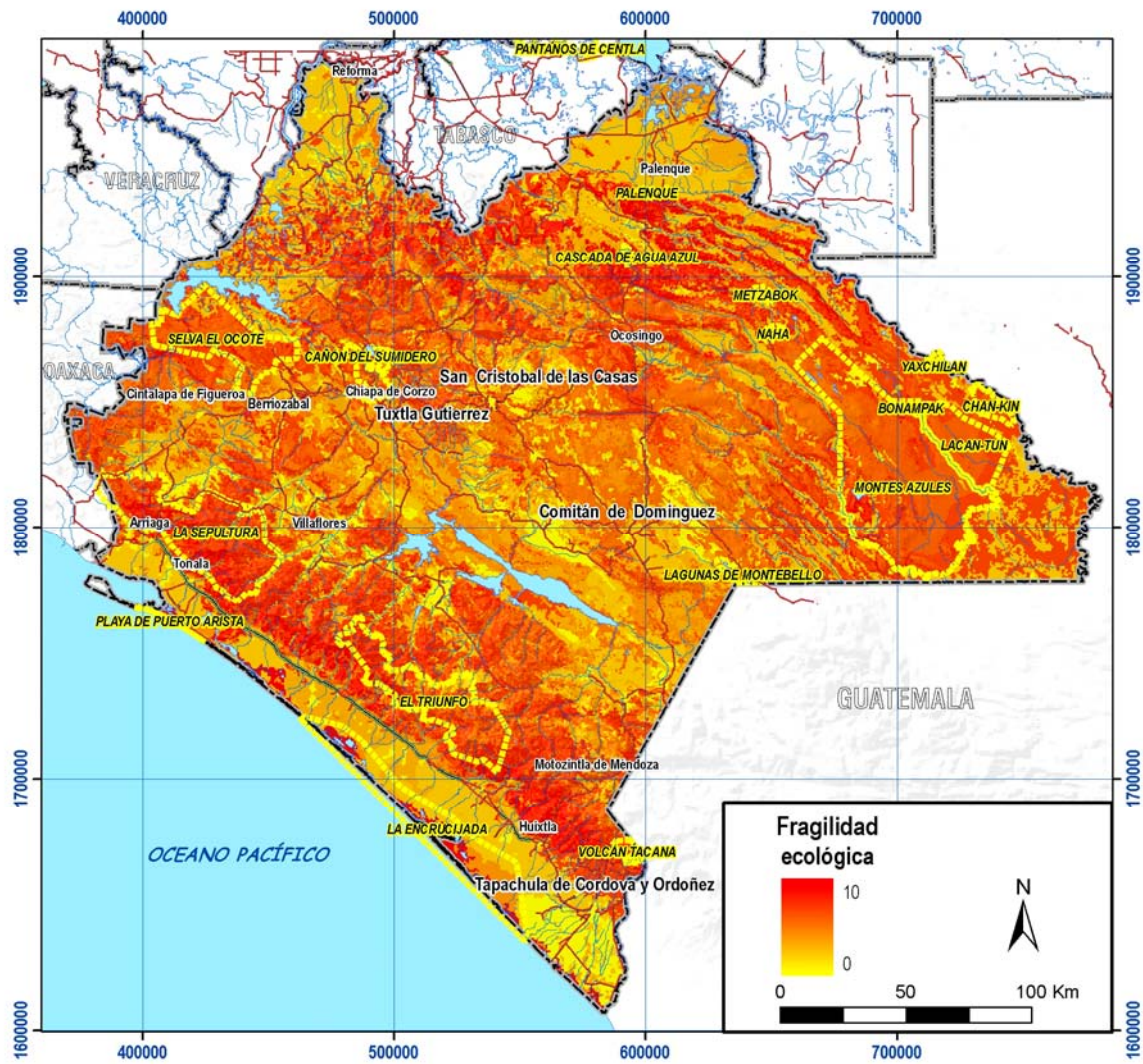 400000
500000
600000
700000
PANTANOS DE CENTLA
Reforma
TABASCO
VERACRUZ
Palenque
PALENQUE
CASCADA DE AGUA AZUL
1900000
1900000
METZABOK
NAHA
Ocosingo
SELVA EL OCOTE
CAÑON DEL SUMIDERO
YAXCHILAN
OAXACA
San Cristobal de las Casas
Cintalapa de Figueroa
Chiapa de Corzo
Berriozábal
Tuxtla Gutierrez
BONAMPAK
CHAN-KIN
LACAN-TUN
MONTES AZULES
Comitán de Domínguez
Arriaga
Villaflores
LA SEPULTURA
1800000
1800000
Tonala
LAGUNAS DE MONTEBELLO
PLAYA DE PUERTO ARISTA
EL TRIUNFO
GUATEMALA
Motozintla de Mendoza
1700000
1700000
LA ENCRUCIJADA
Huixtla
OCEANO PACÍFICO
VOLCÁN TACANA
Tapachula de Cordova y Ordoñez
Fragilidad
ecológica
10
0
N
0 50 100 Km
1600000
1600000
400000
500000
600000
700000